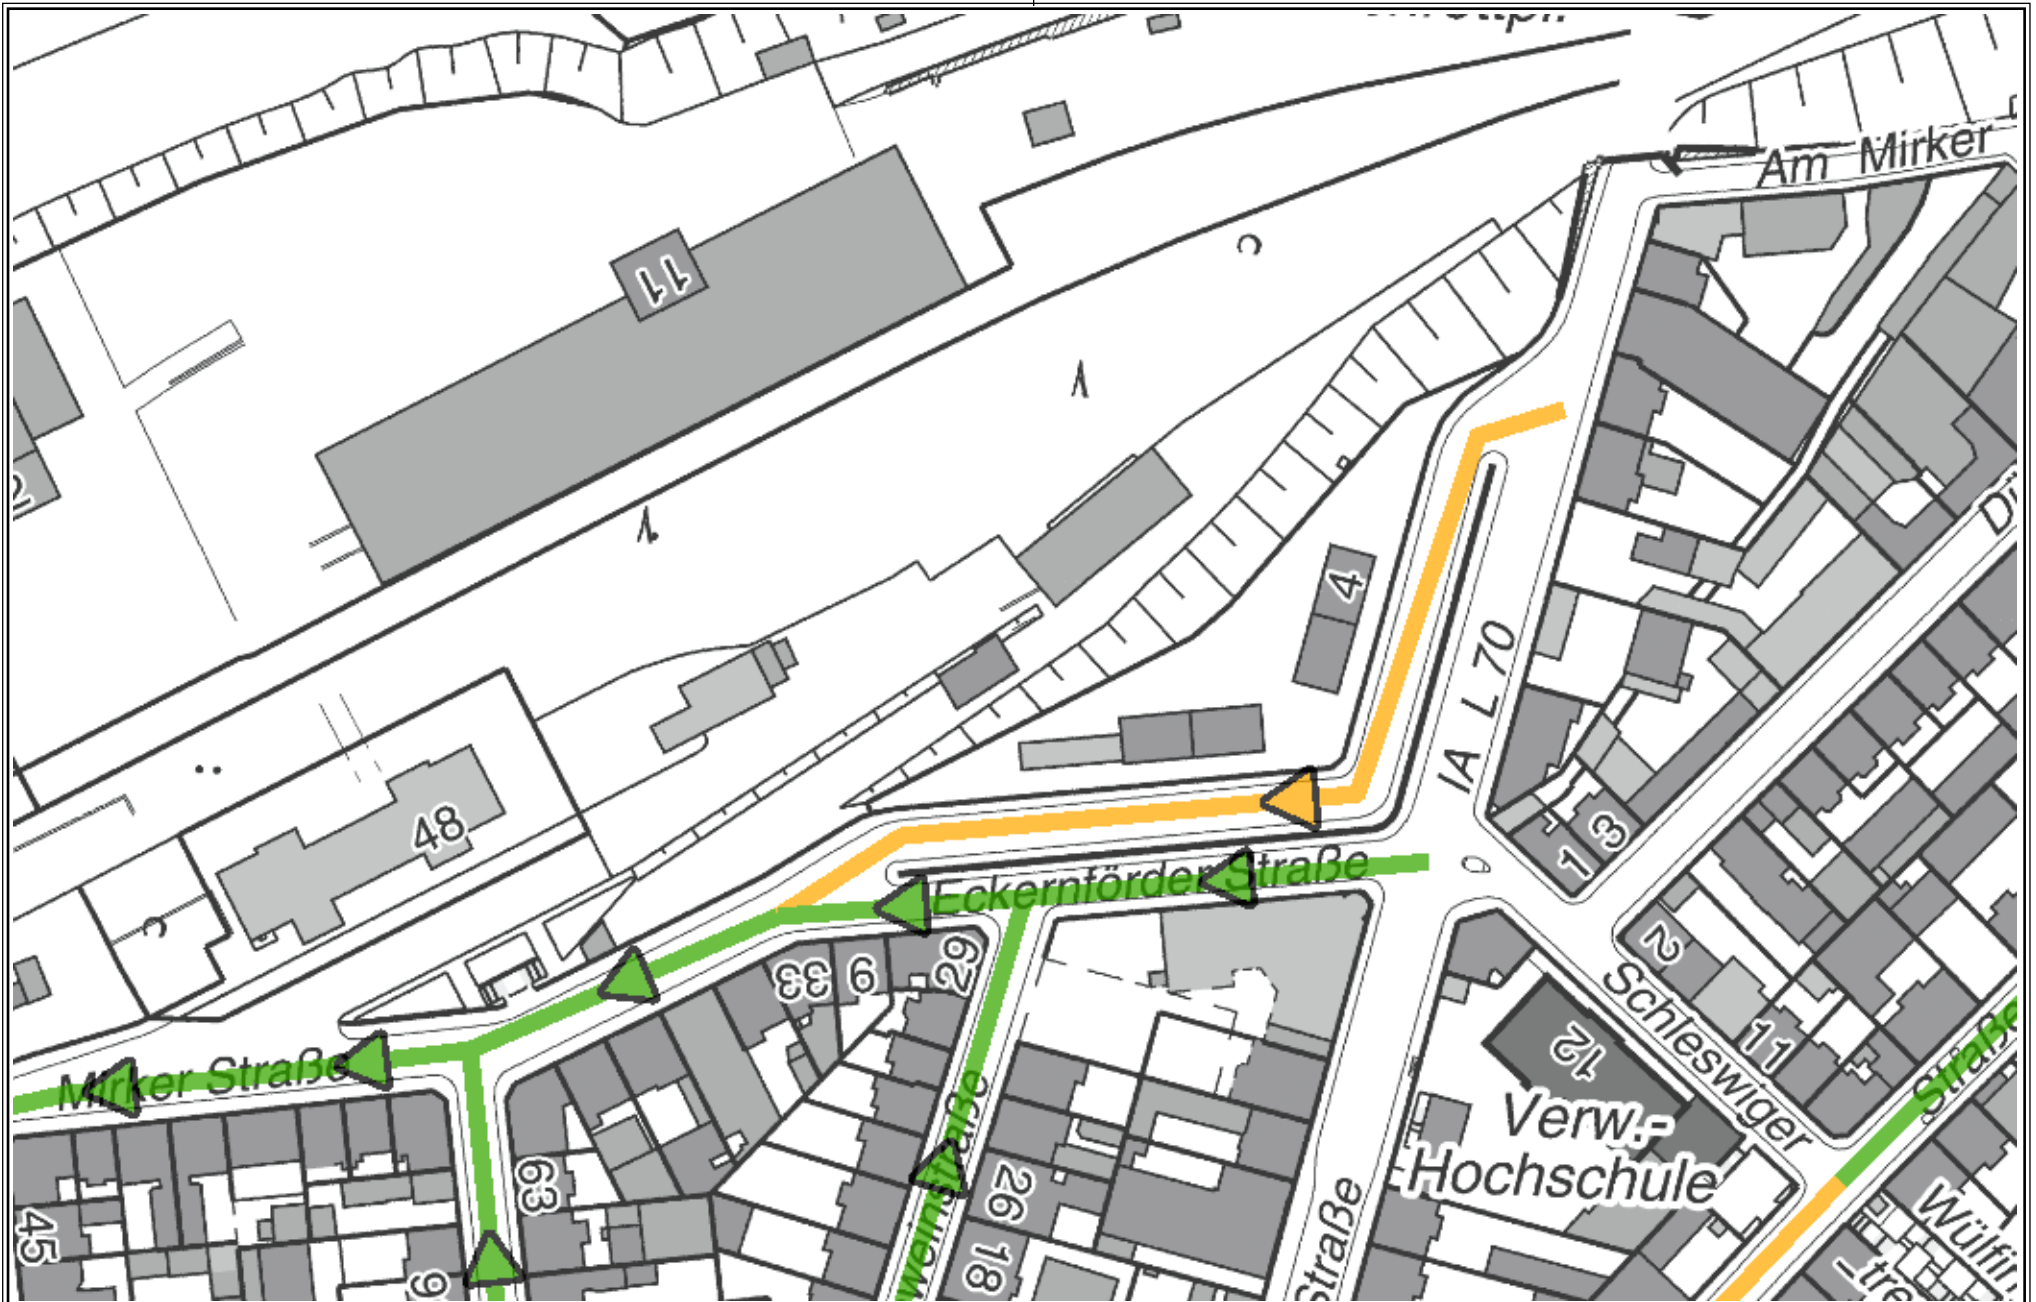 Am Mirker
11
4
IA L 70
48
3
1
Eckernförder Straße
2
33
9
29
Schleswiger
12
11
Straße
Mirker Straße
Verw.-
Hochschule
63
26
45
18
Straße